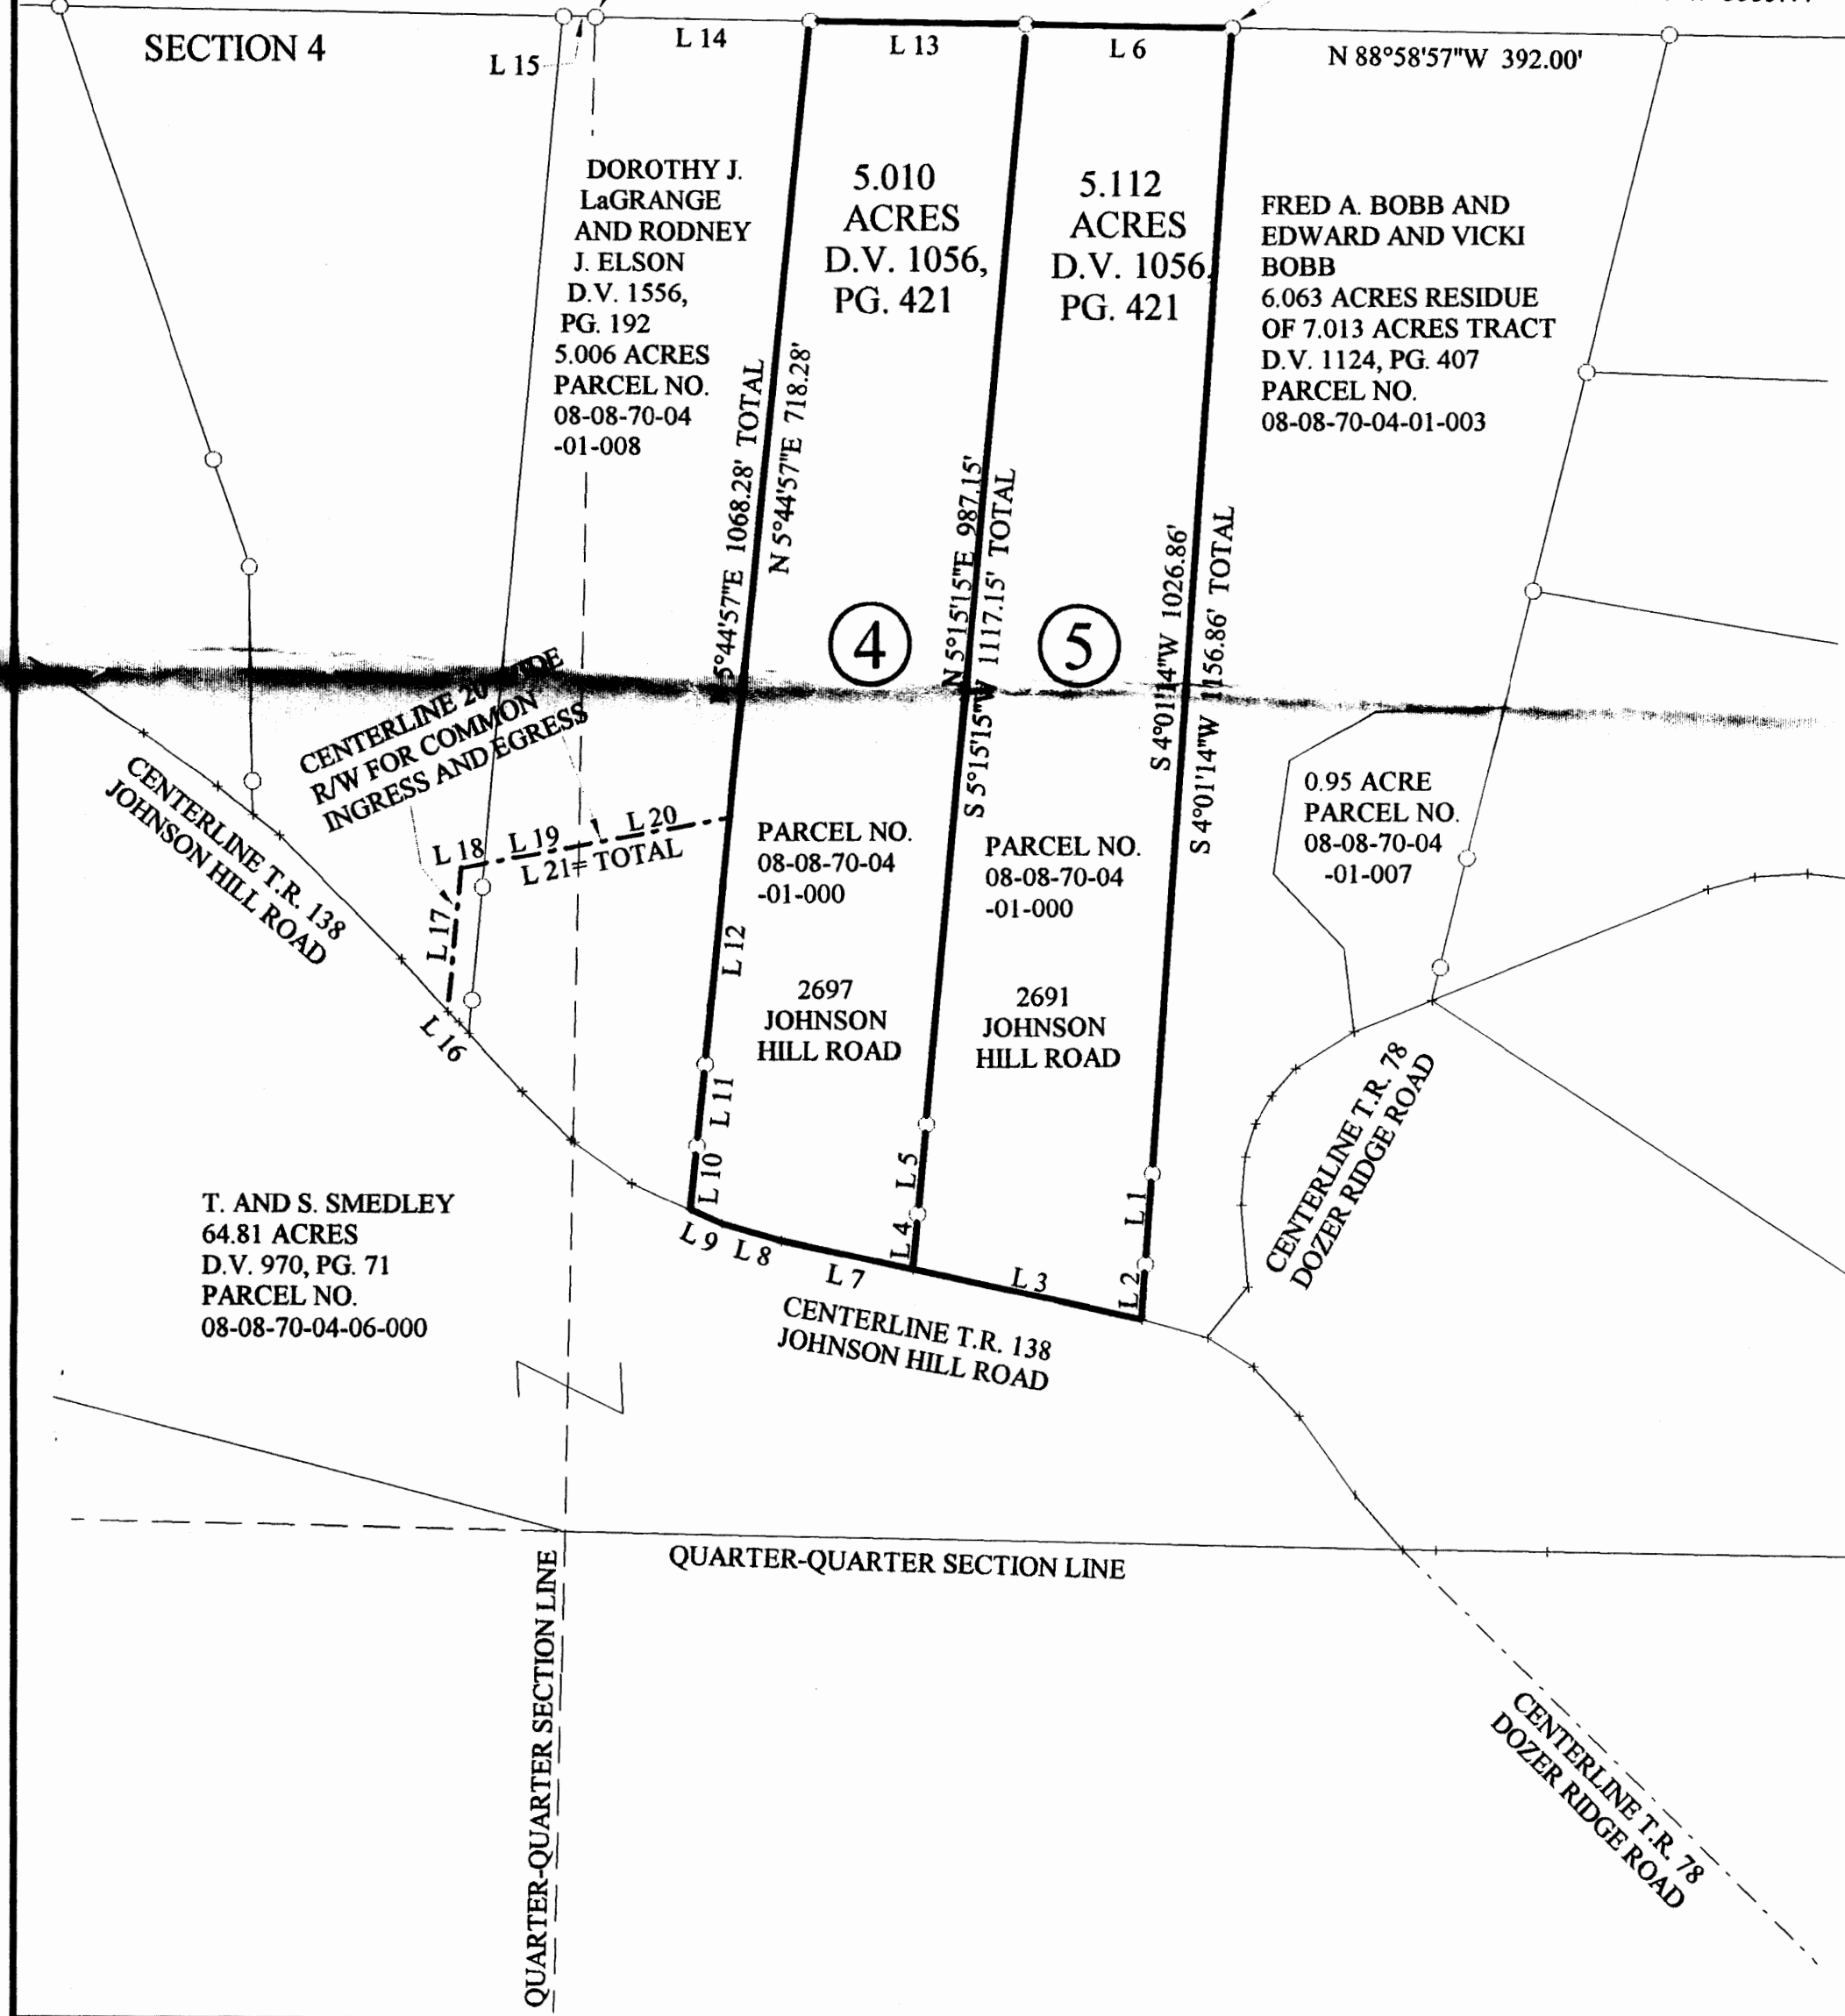 SECTION 4
L 15
L 14
L 13
L 6
N 88°58'57"W 392.00'
DOROTHY J.
LaGRANGE
AND RODNEY
J. ELSON
D.V. 1556,
PG. 192
5.006 ACRES
PARCEL NO.
08-08-70-04
-01-008
5.010
ACRES
D.V. 1056,
PG. 421
5.112
ACRES
D.V. 1056,
PG. 421
FRED A. BOBB AND
EDWARD AND VICKI
BOBB
6.063 ACRES RESIDUE
OF 7.013 ACRES TRACT
D.V. 1124, PG. 407
PARCEL NO.
08-08-70-04-01-003
5°44'57"E 1068.28' TOTAL
N 5°44'57"E 718.28'
N 5°15'15"E 987.15'
S 5°15'15"W 1117.15' TOTAL
S 4°01'14"W 1026.86'
S 4°01'14"W 1156.86' TOTAL
4
5
CENTERLINE 20'
R/W FOR COMMON
INGRESS AND EGRESS
CENTERLINE T.R. 138
JOHNSON HILL ROAD
L 18
L 19
L 20
L 21= TOTAL
L 17
L 16
PARCEL NO.
08-08-70-04
-01-000
PARCEL NO.
08-08-70-04
-01-000
0.95 ACRE
PARCEL NO.
08-08-70-04
-01-007
L 12
2697
JOHNSON
HILL ROAD
2691
JOHNSON
HILL ROAD
L 11
L 10
L 5
L 4
L 1
L 2
L 9
L 8
L 7
L 3
CENTERLINE T.R. 78
DOZER RIDGE ROAD
T. AND S. SMEDLEY
64.81 ACRES
D.V. 970, PG. 71
PARCEL NO.
08-08-70-04-06-000
CENTERLINE T.R. 138
JOHNSON HILL ROAD
QUARTER-QUARTER SECTION LINE
QUARTER-QUARTER SECTION LINE
CENTERLINE T.R. 78
DOZER RIDGE ROAD